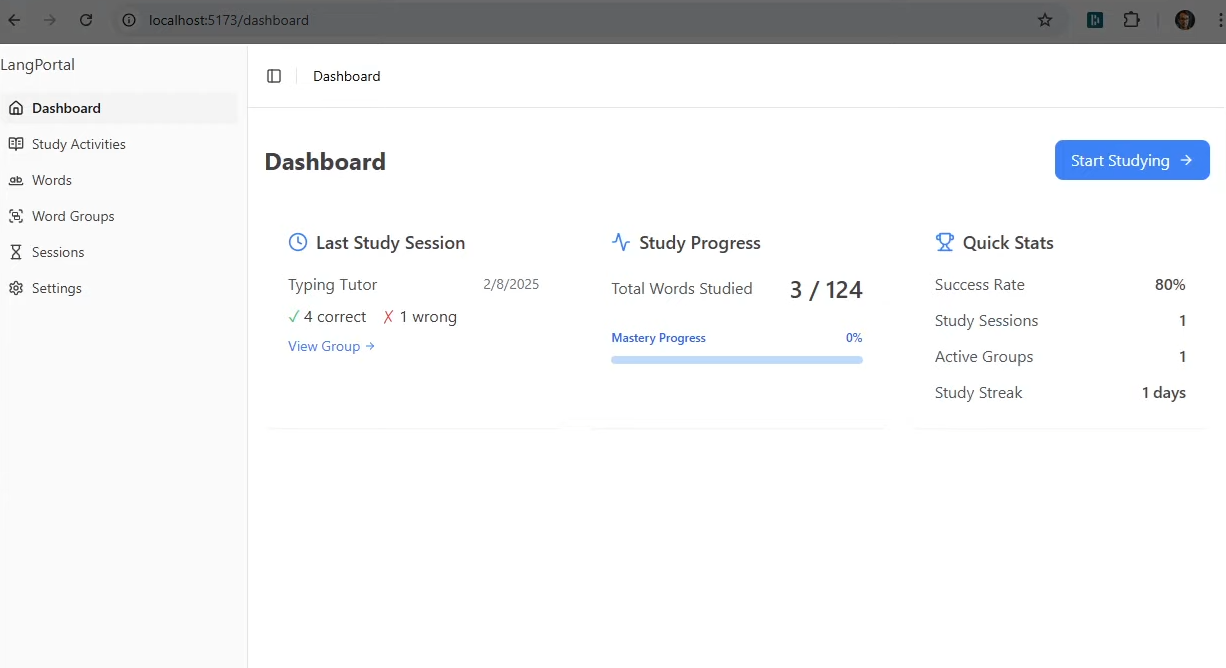 localhost:5173/dashboard
LangPortal
Dashboard
Dashboard
Study Activities
Words
Word Groups
Sessions
Settings
Dashboard
Start Studying →
Last Study Session
Typing Tutor 2/8/2025
✓ 4 correct ✗ 1 wrong
View Group →
Study Progress
Total Words Studied 3 / 124
Mastery Progress 0%
Quick Stats
Success Rate 80%
Study Sessions 1
Active Groups 1
Study Streak 1 days